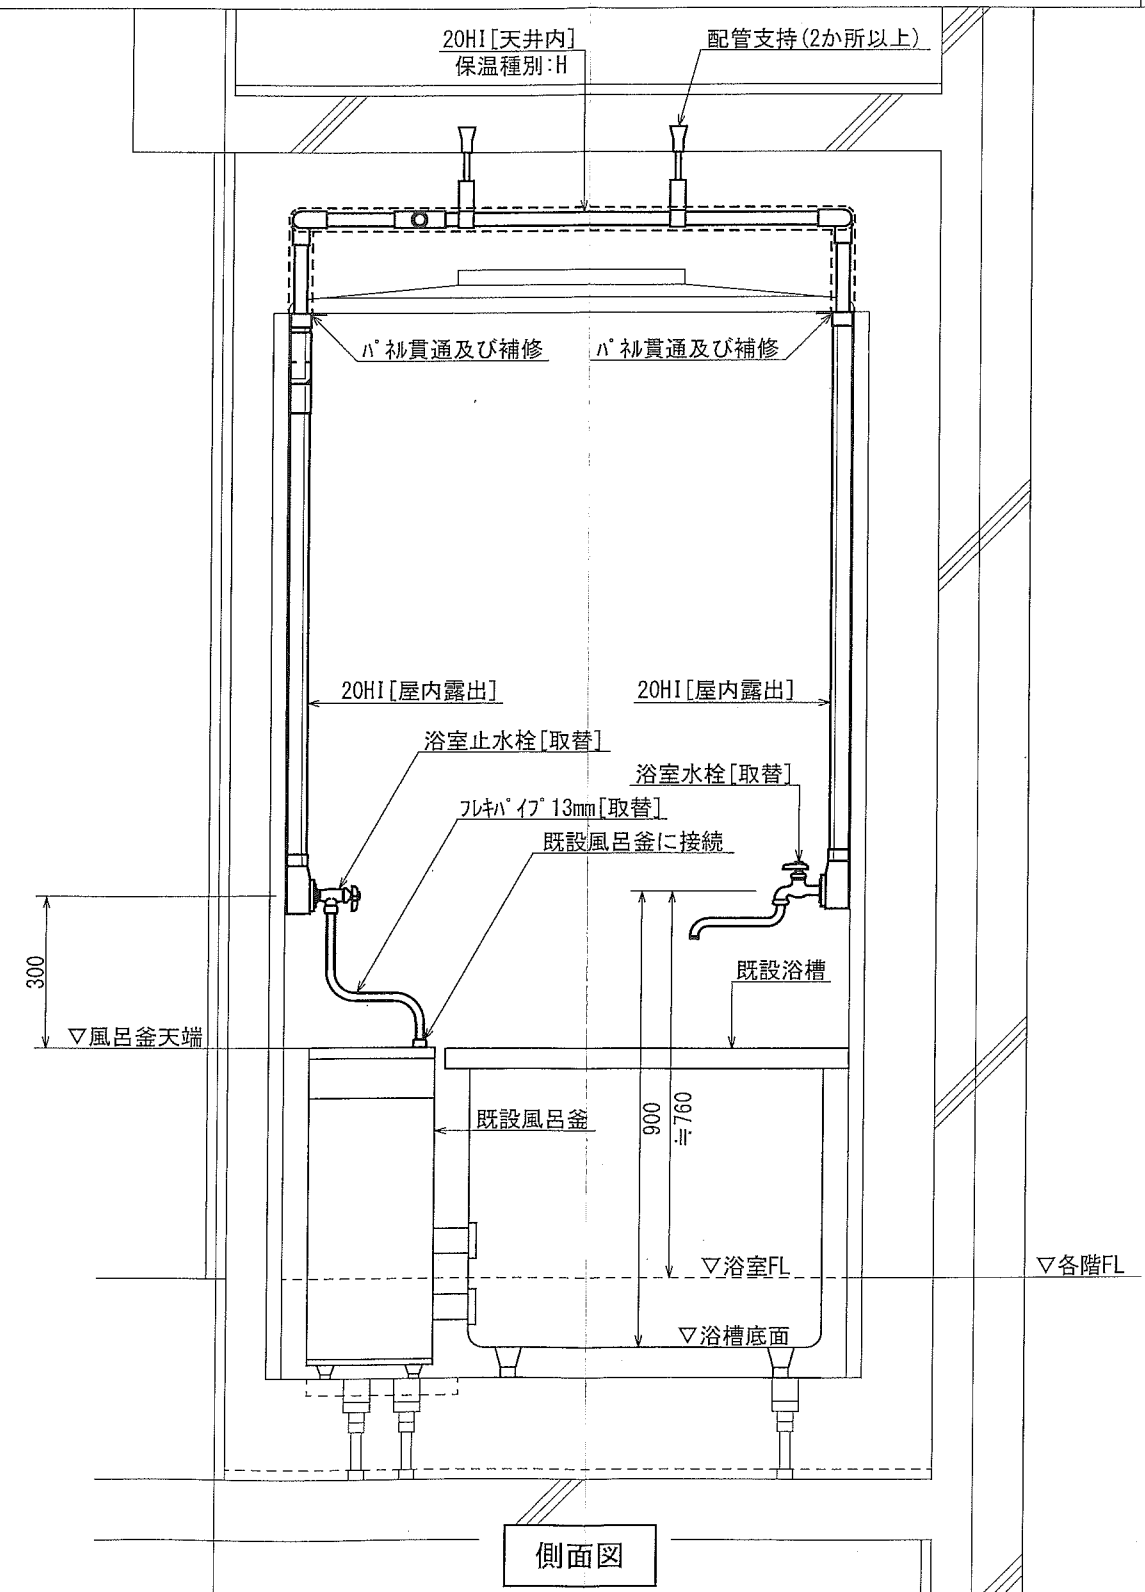 20HI[天井内]
保温種別:H
配管支持(2か所以上)
ﾊﾟﾈﾙ貫通及び補修
ﾊﾟﾈﾙ貫通及び補修
20HI[屋内露出]
20HI[屋内露出]
浴室止水栓[取替]
浴室水栓[取替]
ﾌﾚｷﾊﾟｲﾌﾟ13mm[取替]
既設風呂釜に接続
300
既設浴槽
▽風呂釜天端
900
≒760
既設風呂釜
▽浴室FL
▽各階FL
▽浴槽底面
側面図